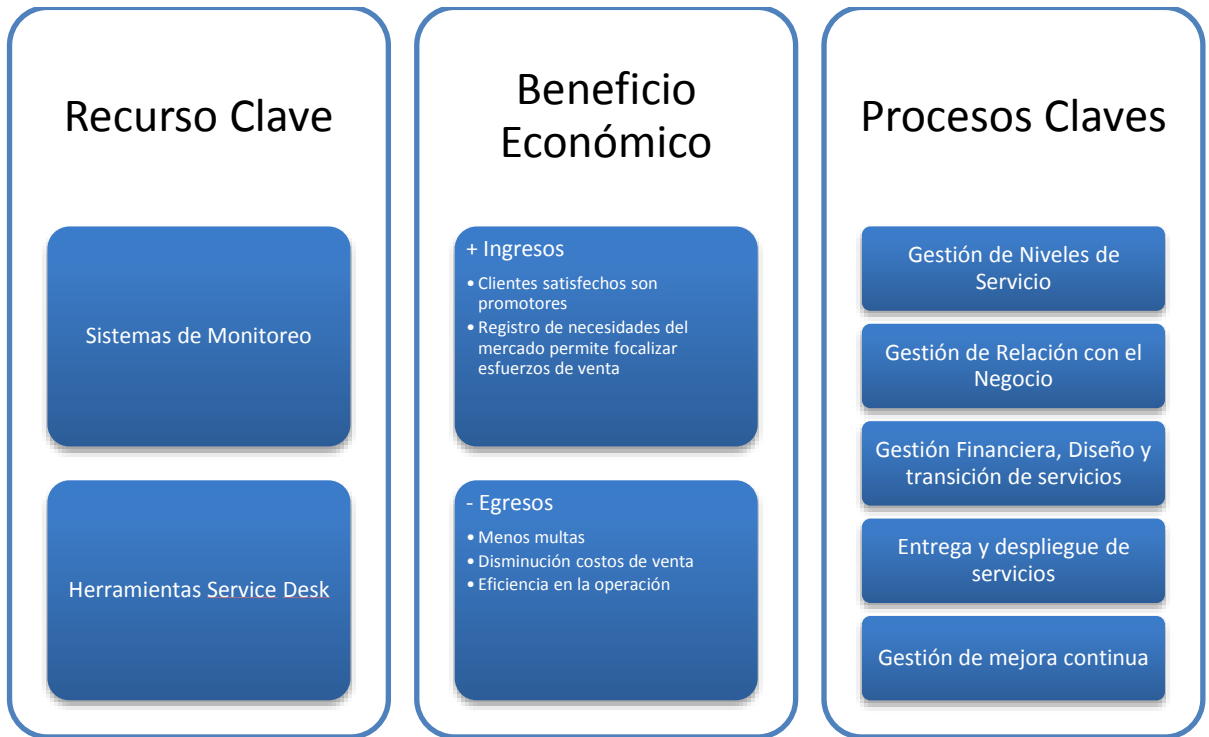 Recurso Clave
Sistemas de Monitoreo
Herramientas Service Desk
Beneficio
Económico
+ Ingresos
• Clientes satisfechos son
promotores
• Registro de necesidades del
mercado permite focalizar
esfuerzos de venta
- Egresos
• Menos multas
• Disminución costos de venta
• Eficiencia en la operación
Procesos Claves
Gestión de Niveles de
Servicio
Gestión de Relación con el
Negocio
Gestión Financiera, Diseño y
transición de servicios
Entrega y despliegue de
servicios
Gestión de mejora continua